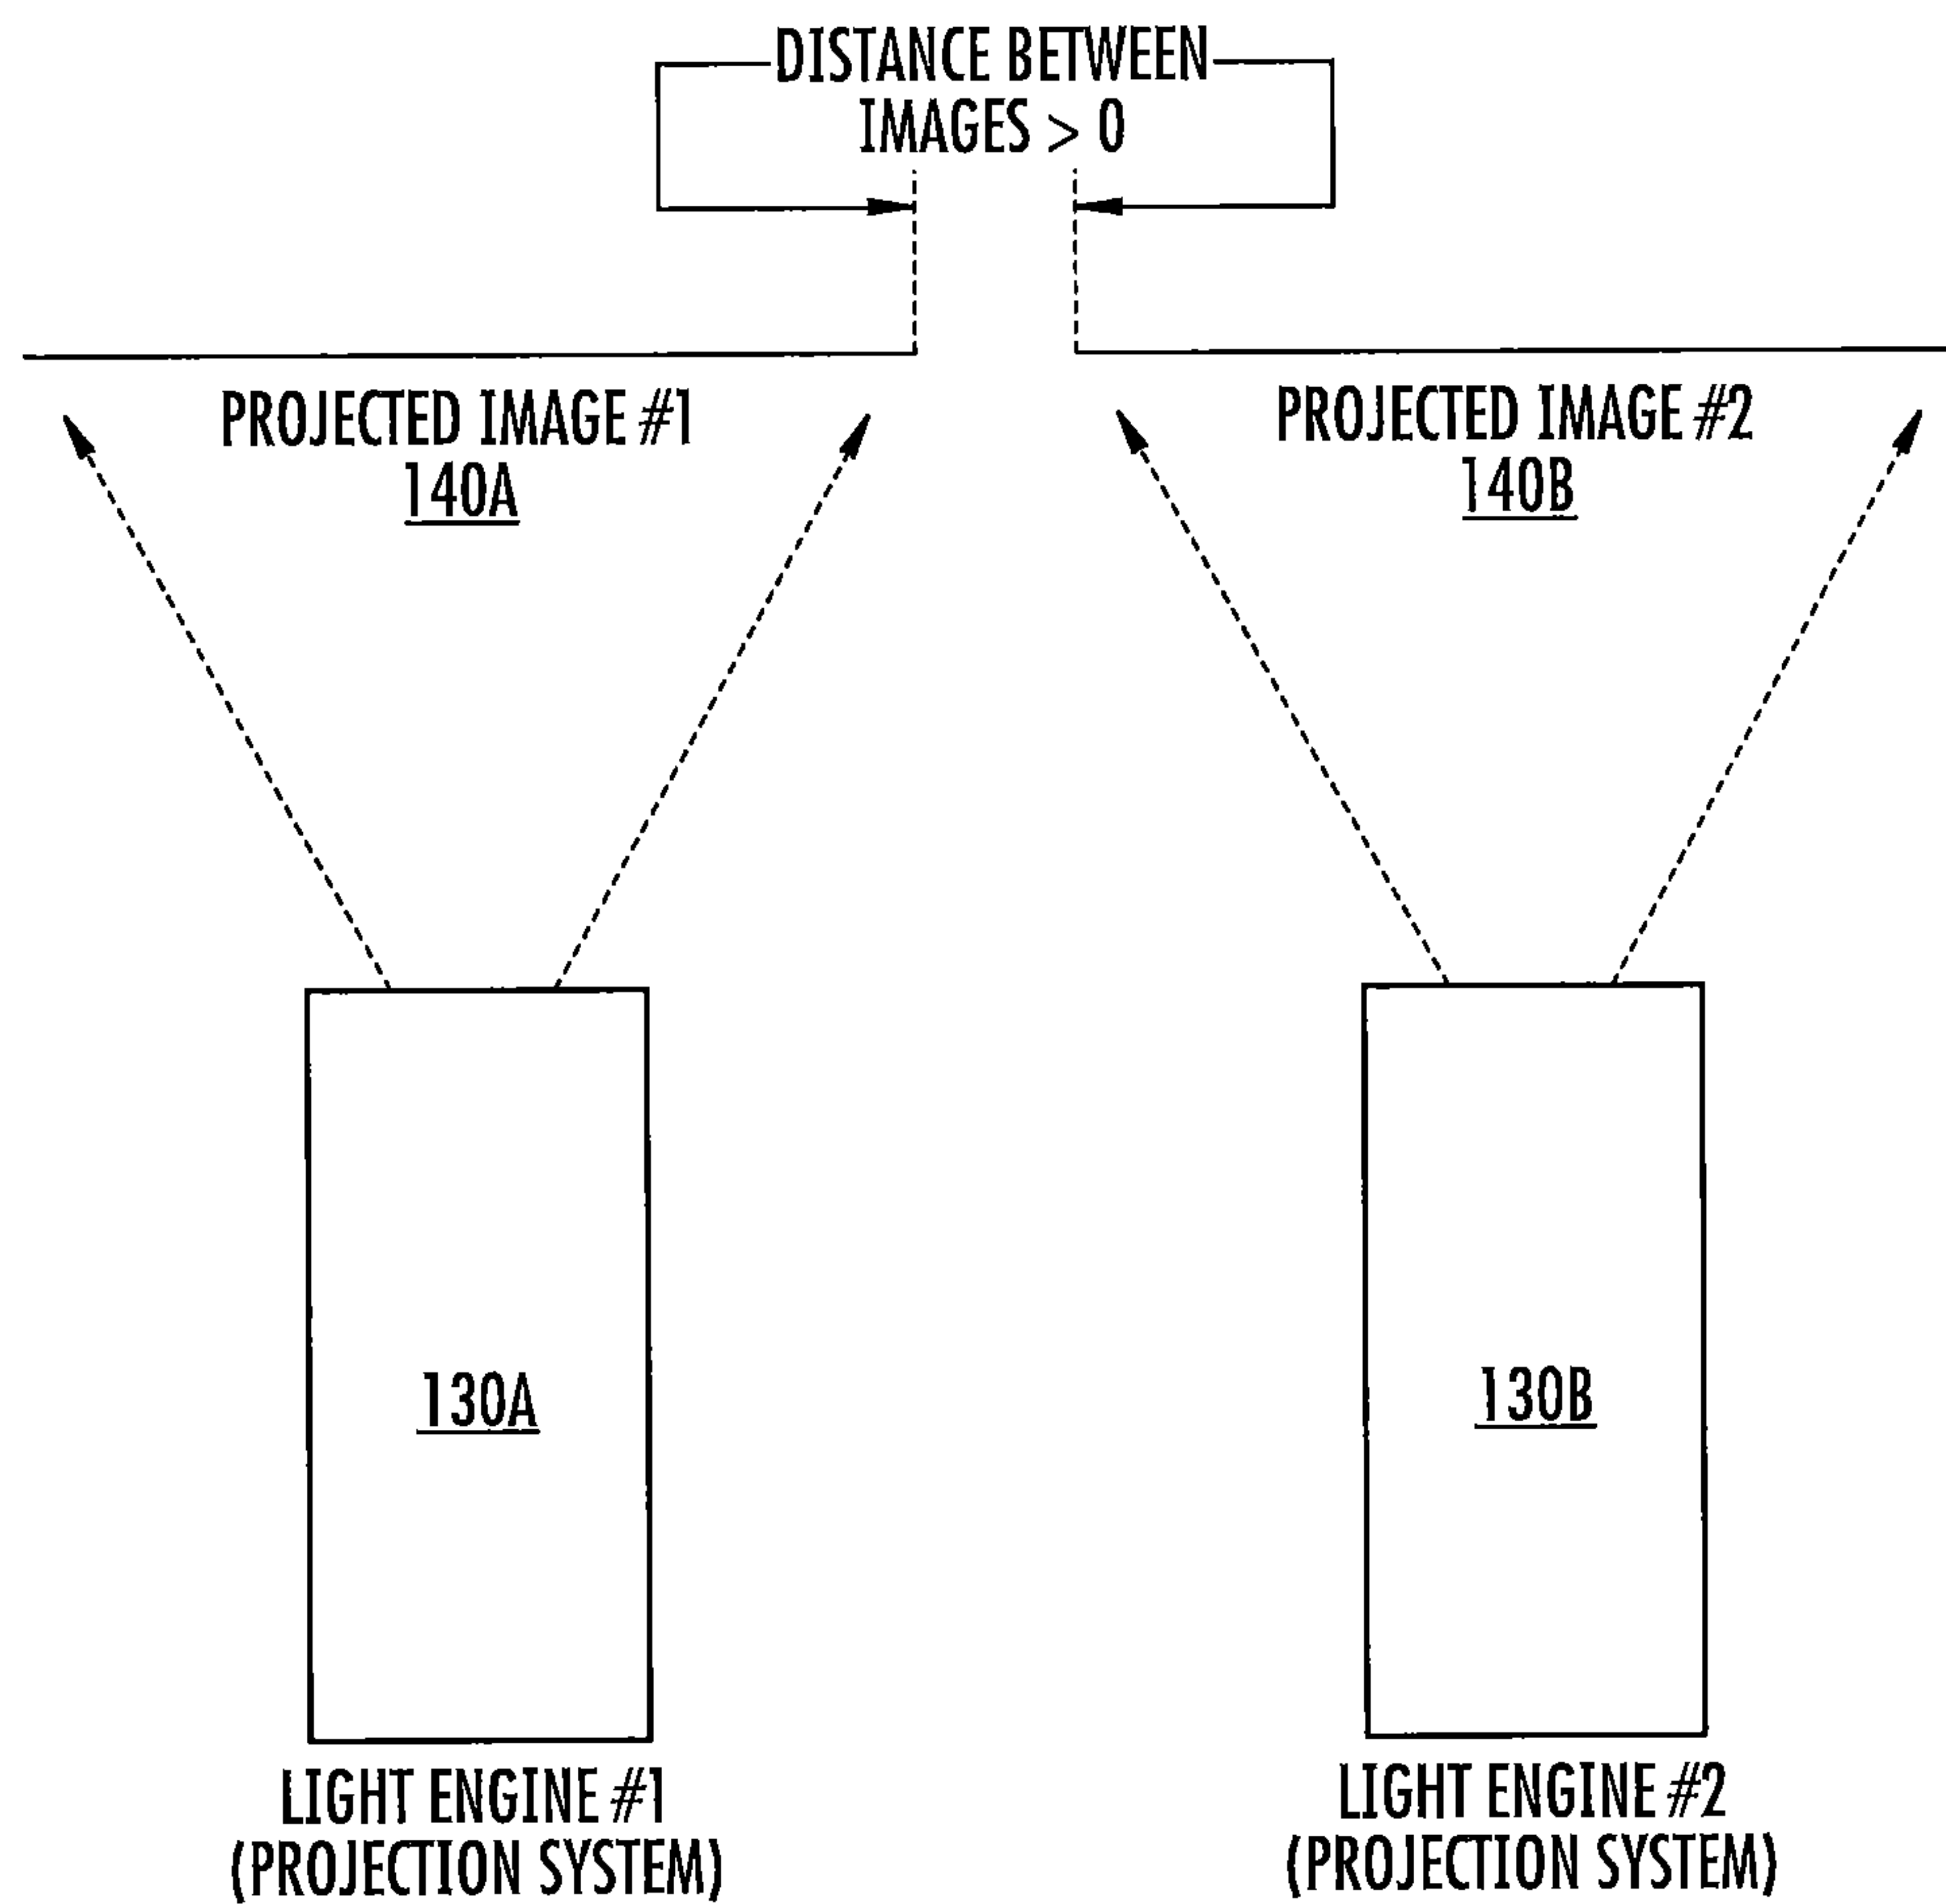 DISTANCE BETWEEN
IMAGES > 0
PROJECTED IMAGE #1
140A
PROJECTED IMAGE #2
140B
130A
130B
LIGHT ENGINE #1
(PROJECTION SYSTEM)
LIGHT ENGINE #2
(PROJECTION SYSTEM)